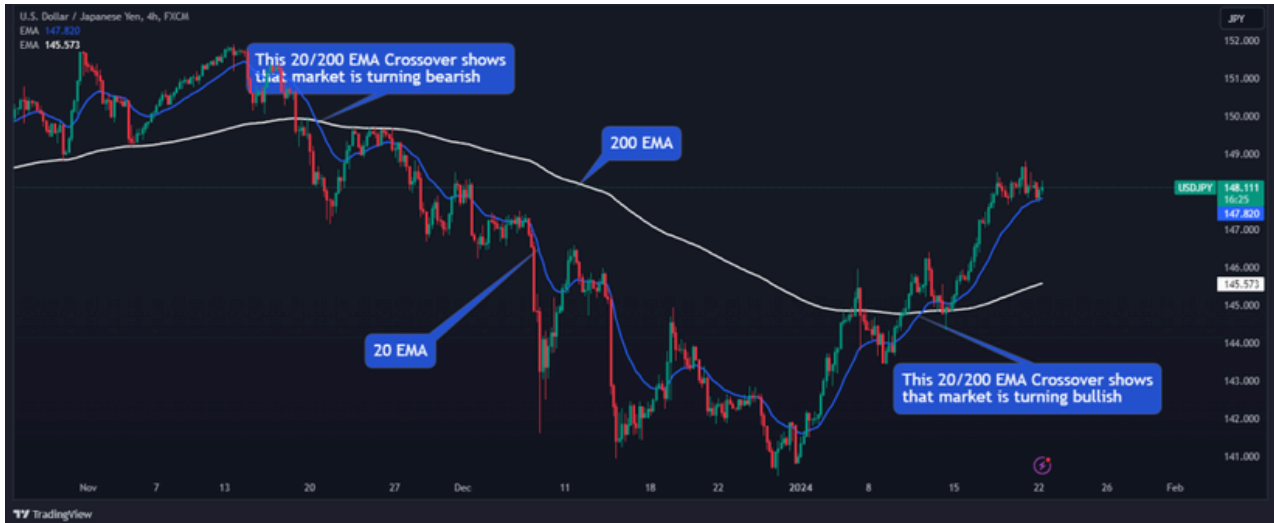 U.S. Dollar / Japanese Yen, 4h, FXCM
EMA 147.820
EMA 145.573
This 20/200 EMA Crossover shows
that market is turning bearish
200 EMA
20 EMA
This 20/200 EMA Crossover shows
that market is turning bullish
JPY
152.000
151.000
150.000
149.000
USDJPY 148.111
16:25
147.820
147.000
146.000
145.573
145.000
144.000
143.000
142.000
141.000
Nov 7 13 20 27 Dec 11 18 22 2024 8 15 22 26 Feb
TradingView